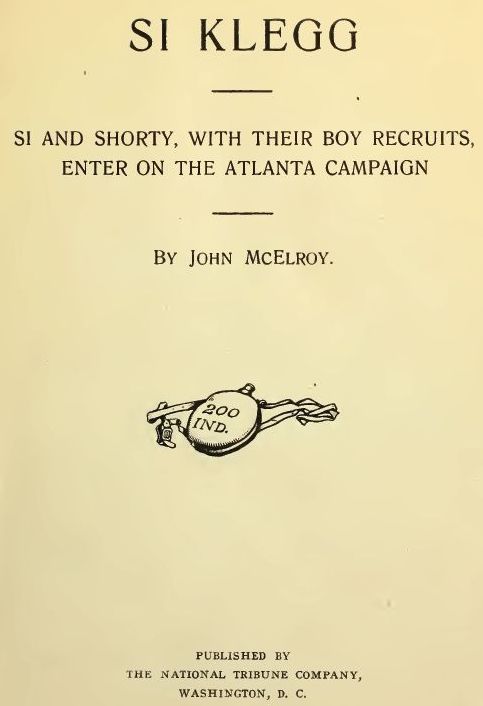 SI KLEGG
SI AND SHORTY, WITH THEIR BOY RECRUITS,
ENTER ON THE ATLANTA CAMPAIGN
BY JOHN MCELROY.
200
IND.
PUBLISHED BY
THE NATIONAL TRIBUNE COMPANY,
WASHINGTON, D. C.